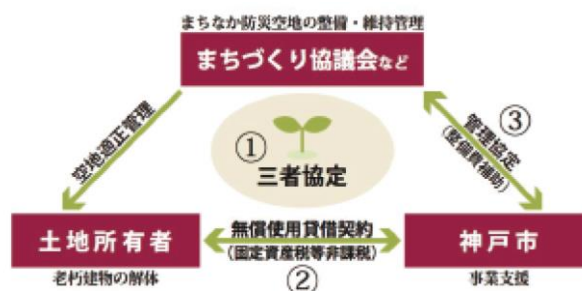 まちなか防災空地の整備・維持管理
まちづくり協議会など
空地適正管理
①
三者協定
③
管理協定
(整備費補助)
土地所有者
老朽建物の解体
無償使用貸借契約
(固定資産税等非課税)
②
神戸市
事業支援